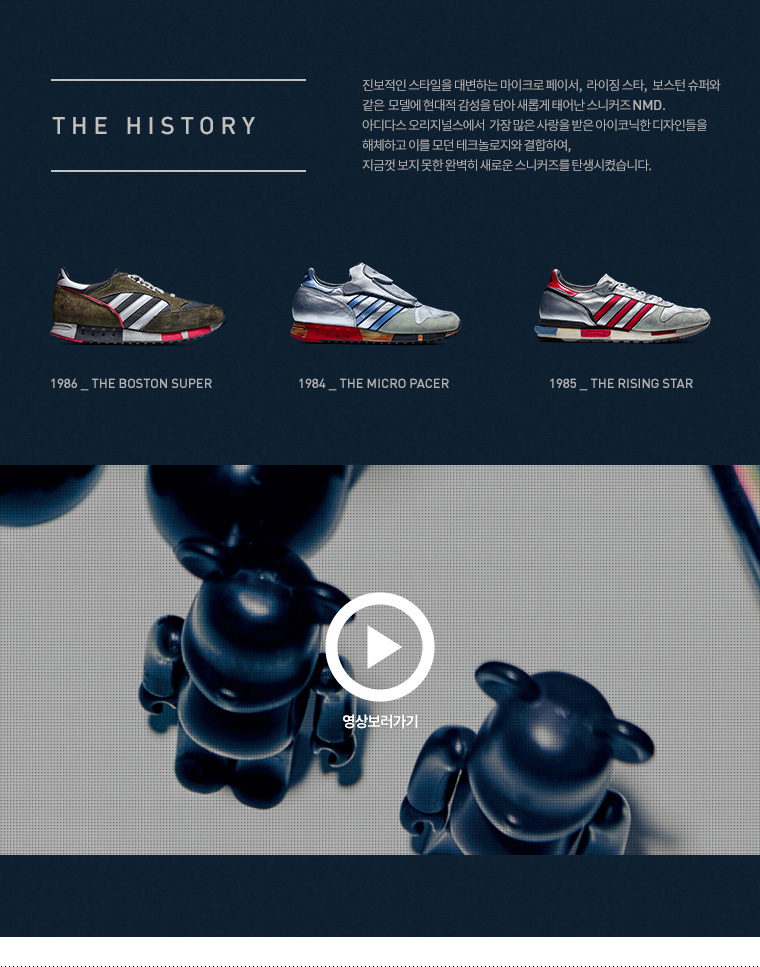 THE HISTORY
진보적인 스타일을 대변하는 마이크로 페이서, 라이징 스타, 보스턴 슈퍼와
같은 모델에 현대적 감성을 담아 새롭게 태어난 스니커즈 NMD.
아디다스 오리지널스에서 가장 많은 사랑을 받은 아이코닉한 디자인들을
해체하고 이를 모던 테크놀로지와 결합하여,
지금껏 보지 못한 완벽히 새로운 스니커즈를 탄생시켰습니다.
1986 _ THE BOSTON SUPER
1984 _ THE MICRO PACER
1985 _ THE RISING STAR
영상보러가기